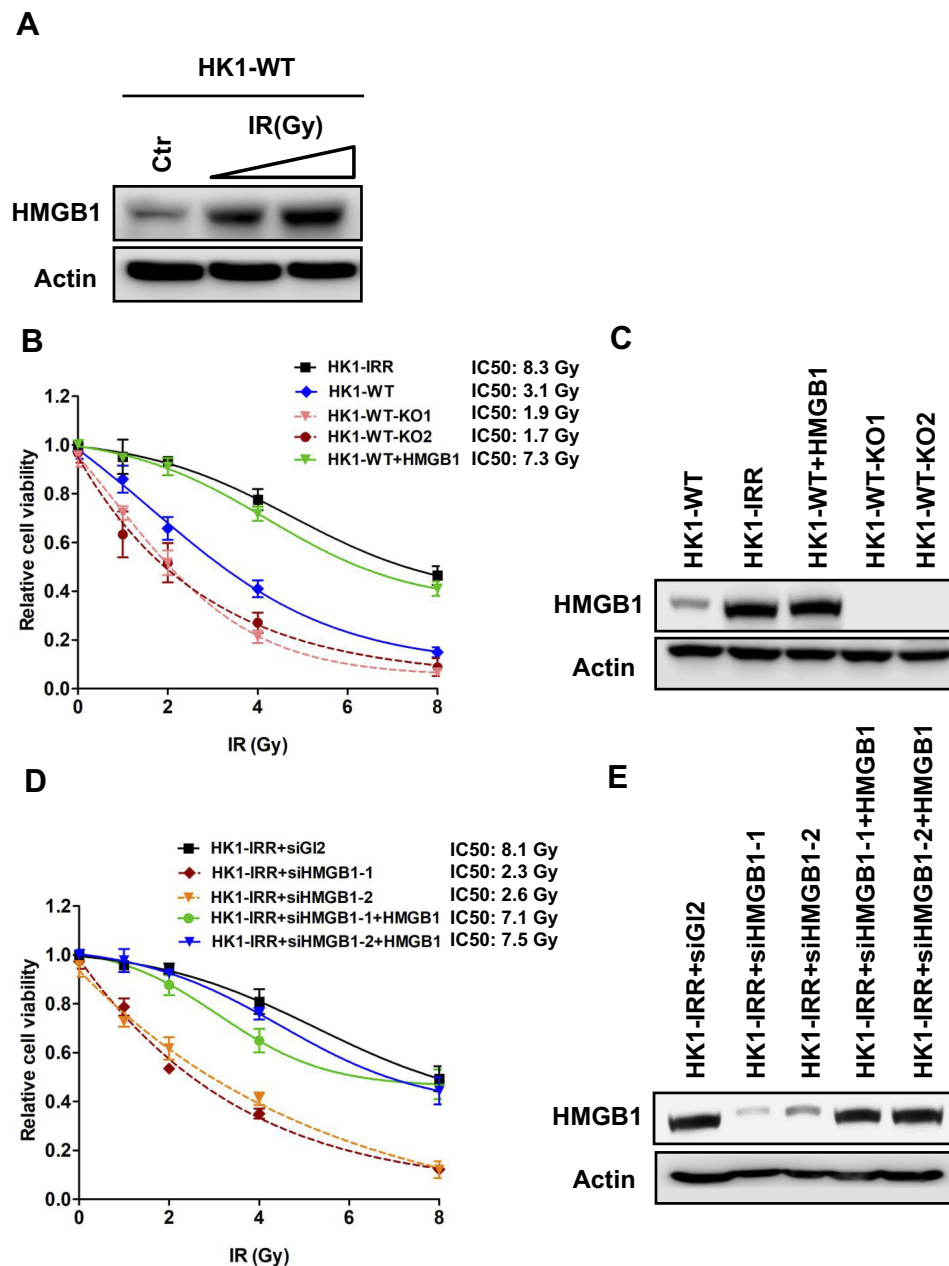 A
HK1-WT
Ctr
IR(Gy)
HMGB1
Actin
B
HK1-IRR IC50: 8.3 Gy
HK1-WT IC50: 3.1 Gy
HK1-WT-KO1 IC50: 1.9 Gy
HK1-WT-KO2 IC50: 1.7 Gy
HK1-WT+HMGB1 IC50: 7.3 Gy
Relative cell viability
1.2
1.0
0.8
0.6
0.4
0.2
0.0
0 2 4 6 8
IR (Gy)
C
HK1-WT
HK1-IRR
HK1-WT+HMGB1
HK1-WT-KO1
HK1-WT-KO2
HMGB1
Actin
D
HK1-IRR+siGl2 IC50: 8.1 Gy
HK1-IRR+siHMGB1-1 IC50: 2.3 Gy
HK1-IRR+siHMGB1-2 IC50: 2.6 Gy
HK1-IRR+siHMGB1-1+HMGB1 IC50: 7.1 Gy
HK1-IRR+siHMGB1-2+HMGB1 IC50: 7.5 Gy
Relative cell viability
1.2
1.0
0.8
0.6
0.4
0.2
0.0
0 2 4 6 8
IR (Gy)
E
HK1-IRR+siGl2
HK1-IRR+siHMGB1-1
HK1-IRR+siHMGB1-2
HK1-IRR+siHMGB1-1+HMGB1
HK1-IRR+siHMGB1-2+HMGB1
HMGB1
Actin